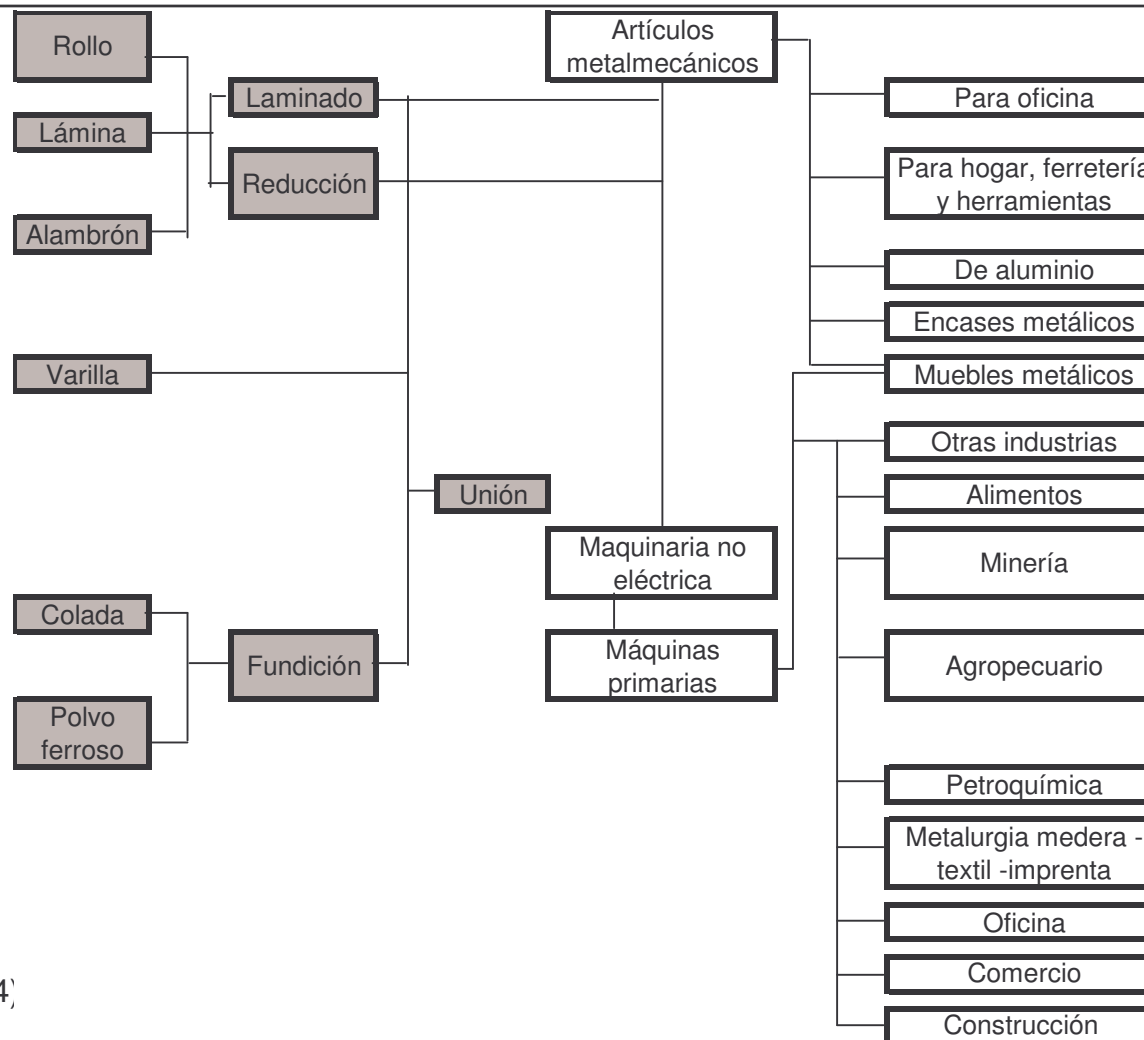 Rollo
Lámina
Alambrón
Varilla
Colada
Polvo
ferroso
Laminado
Reducción
Fundición
Unión
Artículos
metalmecánicos
Maquinaria no
eléctrica
Máquinas
primarias
Para oficina
Para hogar, ferretería
y herramientas
De aluminio
Encases metálicos
Muebles metálicos
Otras industrias
Alimentos
Minería
Agropecuario
Petroquímica
Metalurgia medera -
textil -imprenta
Oficina
Comercio
Construcción
4)